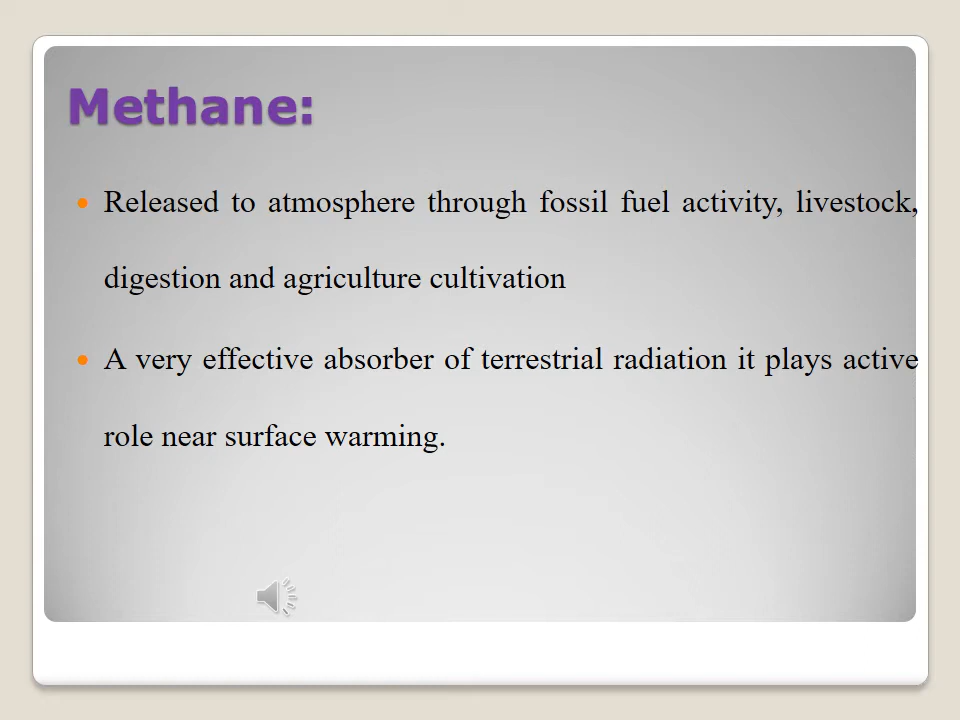 Methane:
• Released to atmosphere through fossil fuel activity, livestock,
digestion and agriculture cultivation
• A very effective absorber of terrestrial radiation it plays active
role near surface warming.